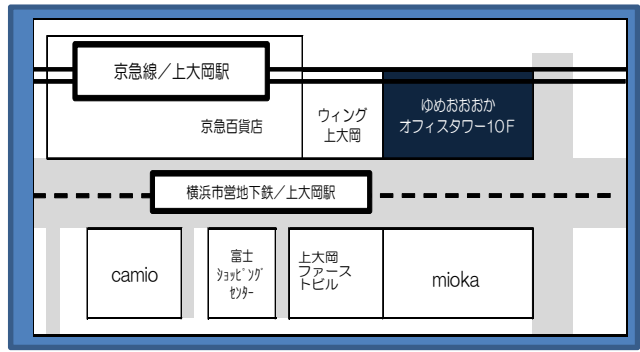 京急線／上大岡駅
京急百貨店
ウィング
上大岡
ゆめおおおか
オフィスタワー10F
横浜市営地下鉄／上大岡駅
camio
富士
ｼｮｯﾋﾟﾝｸﾞ
ｾﾝﾀｰ
上大岡
ファース
トビル
mioka